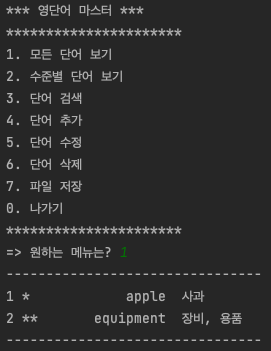 *** 영단어 마스터 ***
**********************
1. 모든 단어 보기
2. 수준별 단어 보기
3. 단어 검색
4. 단어 추가
5. 단어 수정
6. 단어 삭제
7. 파일 저장
0. 나가기
**********************
=> 원하는 메뉴는? 1
--------------------------------
1 *            apple  사과
2 **       equipment  장비, 용품
--------------------------------